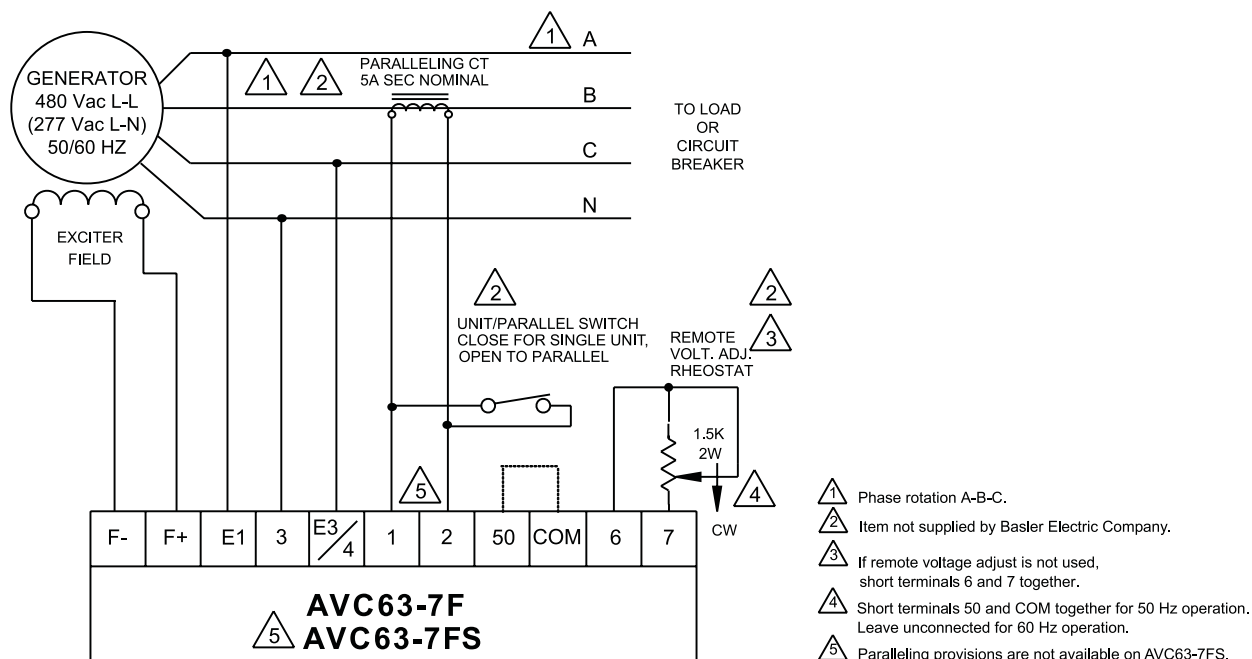 1
A
GENERATOR
480 Vac L-L
(277 Vac L-N)
50/60 HZ
1
2
PARALLELING CT
5A SEC NOMINAL
B
C
N
TO LOAD
OR
CIRCUIT
BREAKER
EXCITER
FIELD
2
UNIT/PARALLEL SWITCH
CLOSE FOR SINGLE UNIT,
OPEN TO PARALLEL
2
3
REMOTE
VOLT. ADJ.
RHEOSTAT
1.5K
2W
5
4
CW
F-
F+
E1
3
E3/4
1
2
50
COM
6
7
AVC63-7F
5
AVC63-7FS
1 Phase rotation A-B-C.
2 Item not supplied by Basler Electric Company.
3 If remote voltage adjust is not used,
short terminals 6 and 7 together.
4 Short terminals 50 and COM together for 50 Hz operation.
Leave unconnected for 60 Hz operation.
5 Paralleling provisions are not available on AVC63-7FS.